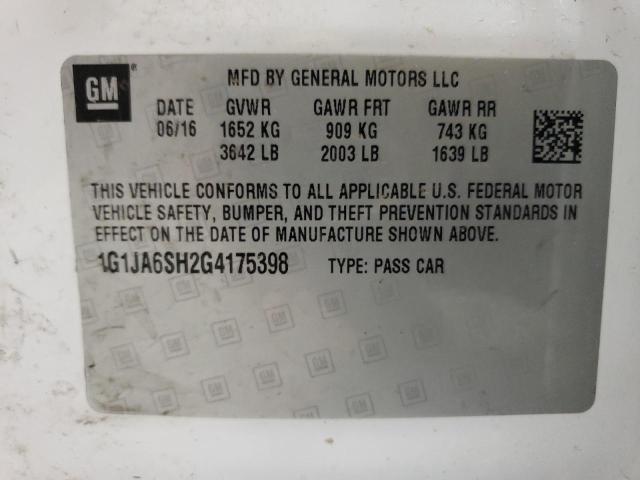 GM
MFD BY GENERAL MOTORS LLC
DATE GVWR GAWR FRT GAWR RR
06/16 1652 KG 909 KG 743 KG
3642 LB 2003 LB 1639 LB
THIS VEHICLE CONFORMS TO ALL APPLICABLE U.S. FEDERAL MOTOR
VEHICLE SAFETY, BUMPER, AND THEFT PREVENTION STANDARDS IN
EFFECT ON THE DATE OF MANUFACTURE SHOWN ABOVE.
1G1JA6SH2G4175398 TYPE: PASS CAR